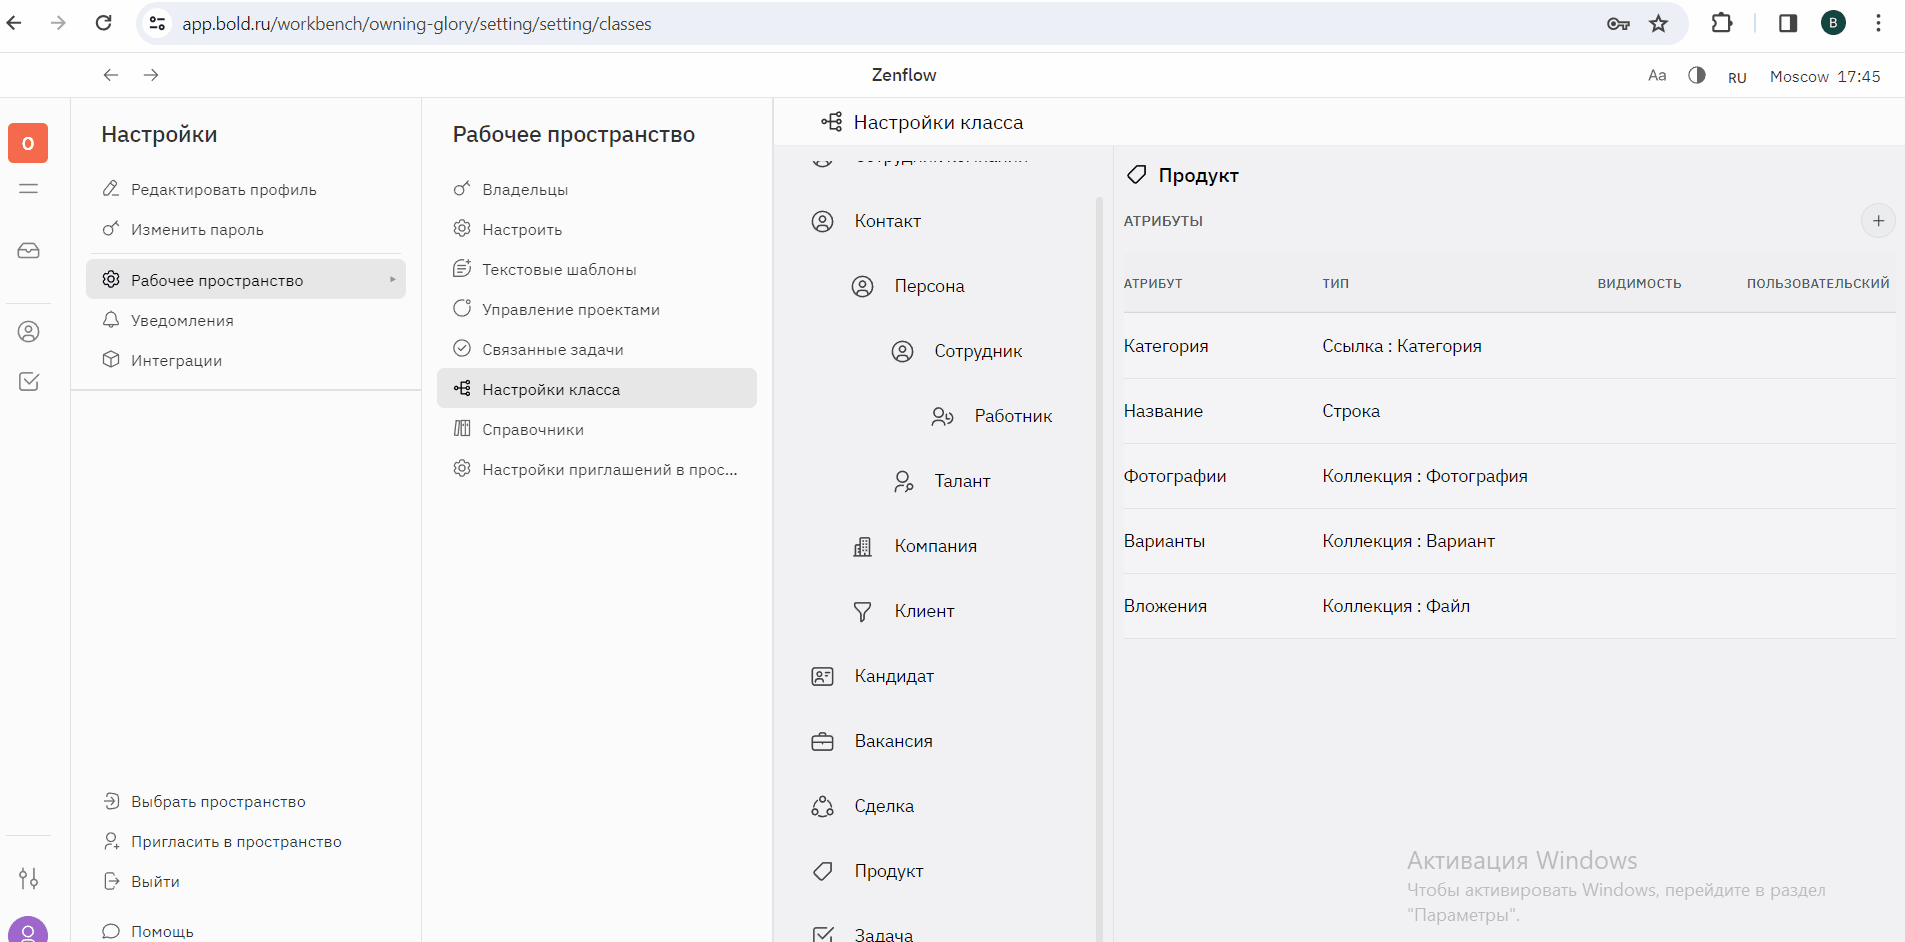 app.bold.ru/workbench/owning-glory/setting/setting/classes
B
Zenflow
Aa
RU
Moscow 17:45
O
Настройки
Редактировать профиль
Изменить пароль
Рабочее пространство
Уведомления
Интеграции
Выбрать пространство
Пригласить в пространство
Выйти
Помощь
Рабочее пространство
Владельцы
Настроить
Текстовые шаблоны
Управление проектами
Связанные задачи
Настройки класса
Справочники
Настройки приглашений в прос...
Настройки класса
Контакт
Персона
Сотрудник
Работник
Талант
Компания
Клиент
Кандидат
Вакансия
Сделка
Продукт
Задача
Продукт
АТРИБУТЫ
АТРИБУТ ТИП ВИДИМОСТЬ ПОЛЬЗОВАТЕЛЬСКИЙ
Категория Ссылка : Категория
Название Строка
Фотографии Коллекция : Фотография
Варианты Коллекция : Вариант
Вложения Коллекция : Файл
Активация Windows
Чтобы активировать Windows, перейдите в раздел
"Параметры".